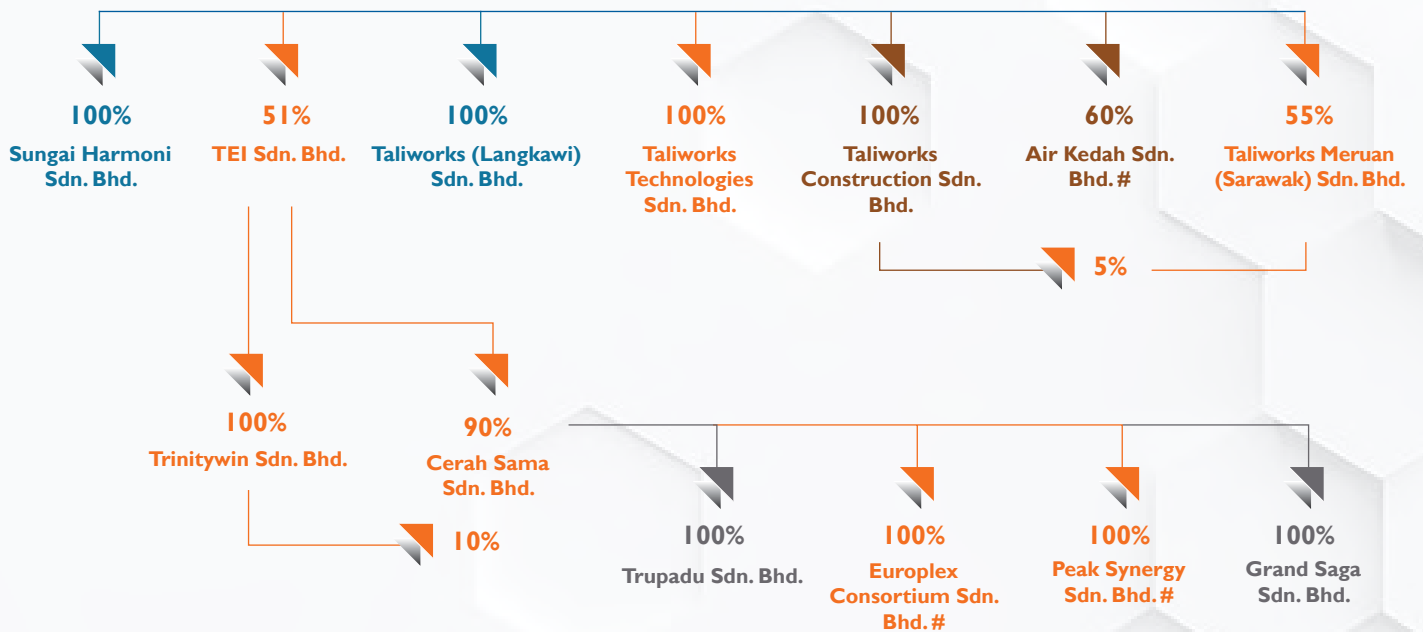 100%
Sungai Harmoni
Sdn. Bhd.
51%
TEI Sdn. Bhd.
100%
Taliworks (Langkawi)
Sdn. Bhd.
100%
Taliworks
Technologies
Sdn. Bhd.
100%
Taliworks
Construction Sdn.
Bhd.
60%
Air Kedah Sdn.
Bhd. #
55%
Taliworks Meruan
(Sarawak) Sdn. Bhd.
5%
100%
Trinitywin Sdn. Bhd.
90%
Cerah Sama
Sdn. Bhd.
10%
100%
Trupadu Sdn. Bhd.
100%
Europlex
Consortium Sdn.
Bhd. #
100%
Peak Synergy
Sdn. Bhd. #
100%
Grand Saga
Sdn. Bhd.